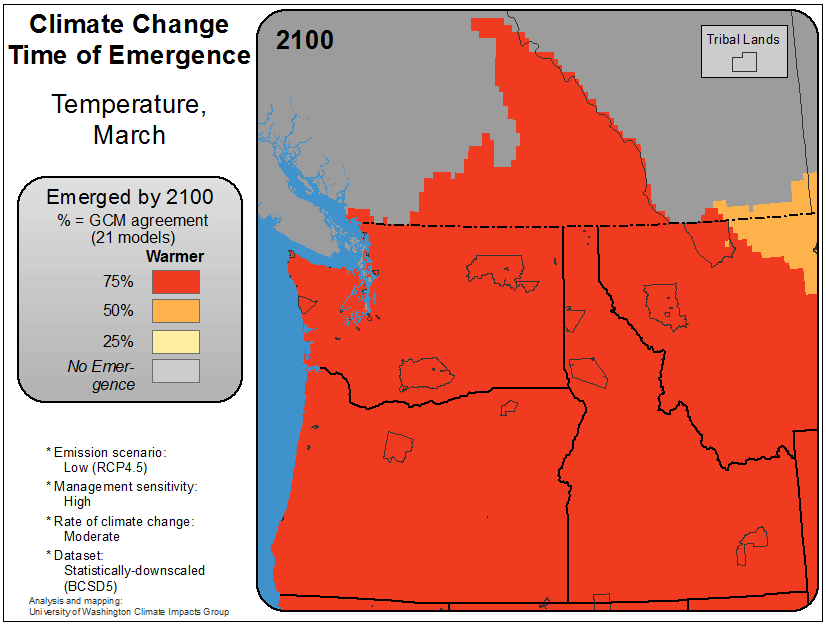 Climate Change
Time of Emergence
Temperature,
March
Emerged by 2100
% = GCM agreement
(21 models)
Warmer
75%
50%
25%
No Emer-
gence
* Emission scenario:
Low (RCP4.5)
* Management sensitivity:
High
* Rate of climate change:
Moderate
* Dataset:
Statistically-downscaled
(BCSD5)
Analysis and mapping:
University of Washington Climate Impacts Group
2100
Tribal Lands